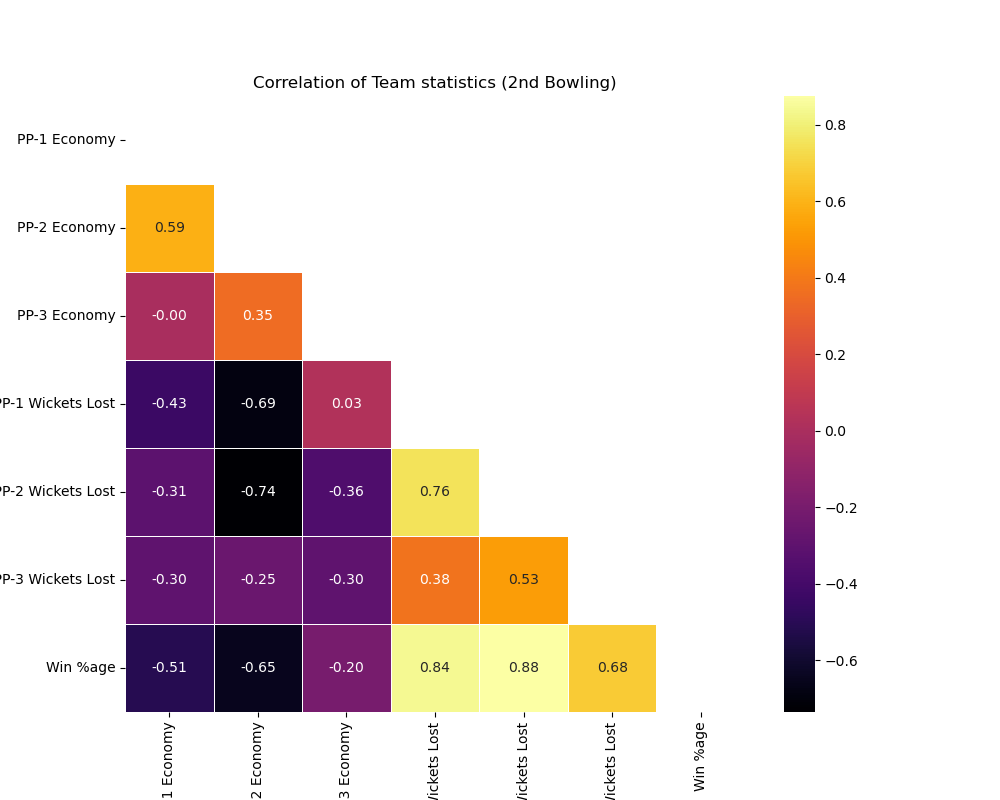 Correlation of Team statistics (2nd Bowling)
PP-1 Economy
PP-2 Economy
0.59
PP-3 Economy
-0.00 0.35
PP-1 Wickets Lost
-0.43 -0.69 0.03
PP-2 Wickets Lost
-0.31 -0.74 -0.36 0.76
PP-3 Wickets Lost
-0.30 -0.25 -0.30 0.38 0.53
Win %age
-0.51 -0.65 -0.20 0.84 0.88 0.68
1 Economy
2 Economy
3 Economy
Wickets Lost
Wickets Lost
Wickets Lost
Win %age
0.8
0.6
0.4
0.2
0.0
−0.2
−0.4
−0.6